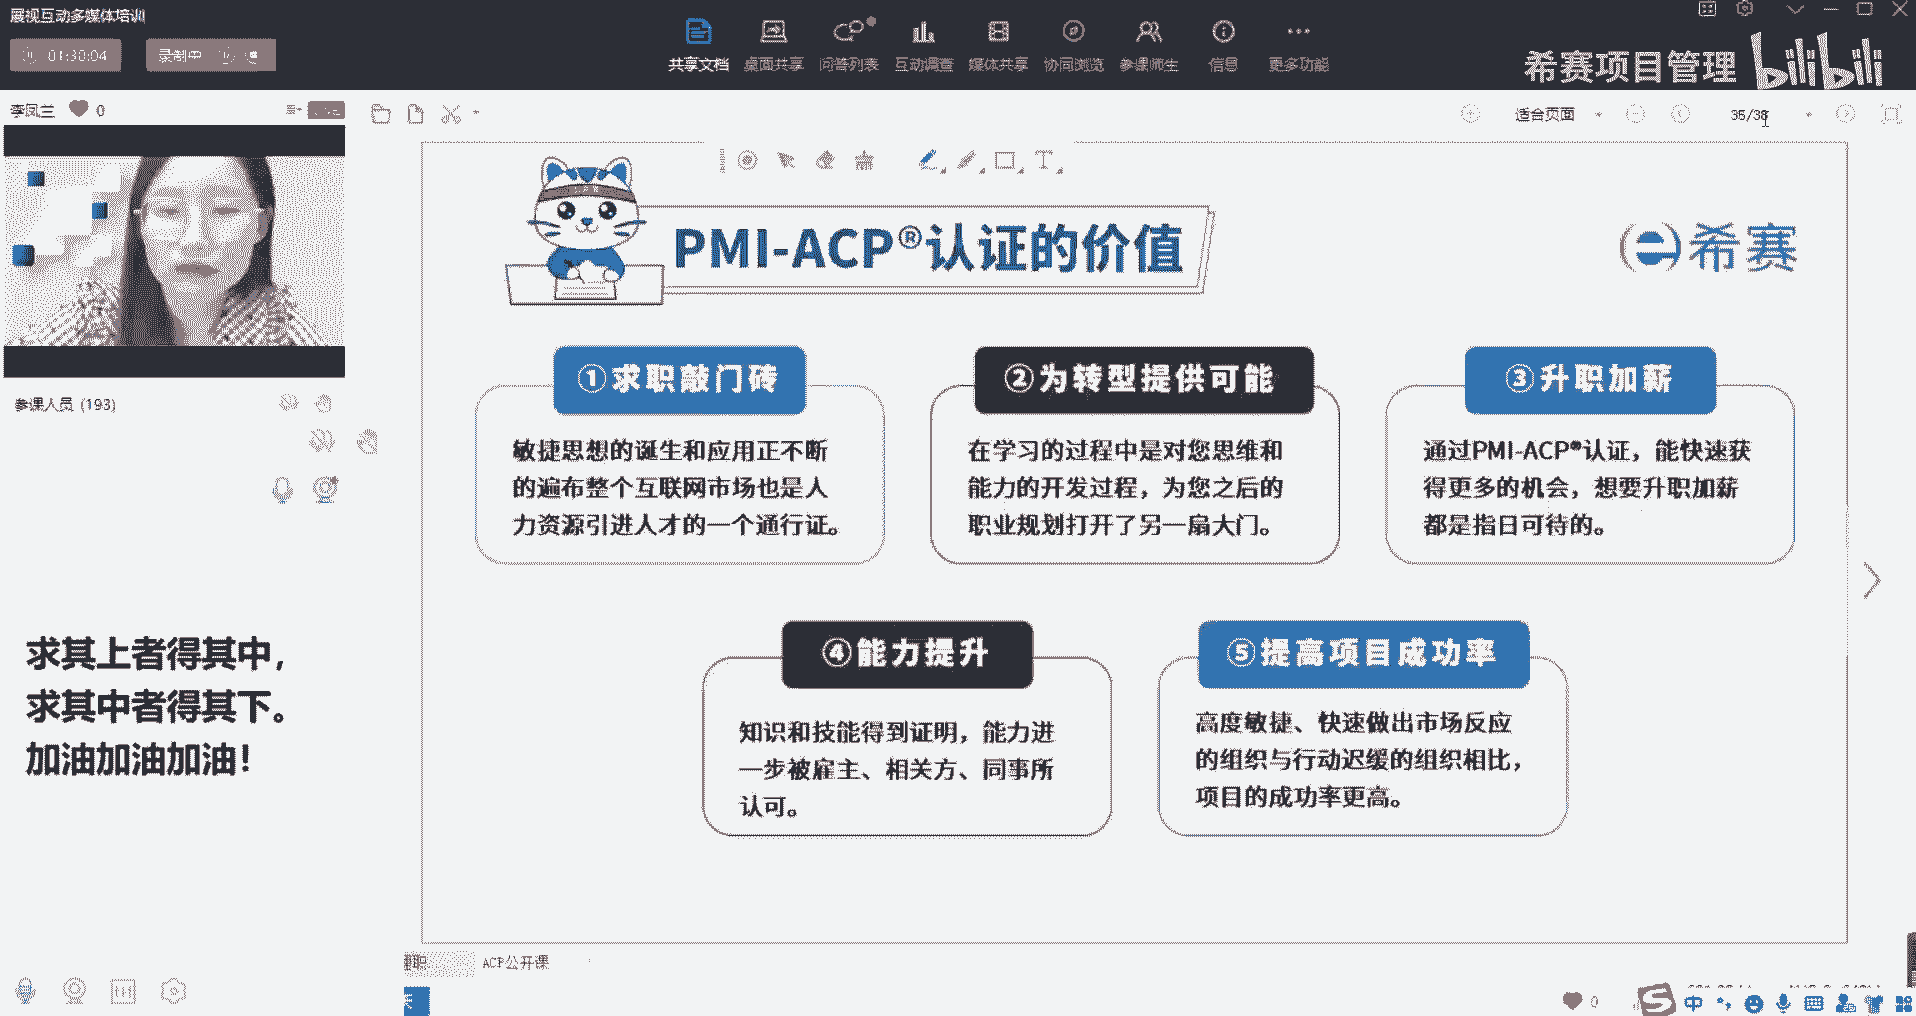 展视互动多媒体培训
01:30:04
录制中
共享文档
桌面共享
问答列表
互动调查
媒体共享
协同浏览
参课师生
信息
更多功能
希赛项目管理 bilibili
李凤兰 0
适合页面
35/38
PMI-ACP®认证的价值
希赛
①求职敲门砖
敏捷思想的诞生和应用正不断
的遍布整个互联网市场也是人
力资源引进人才的一个通行证。
②为转型提供可能
在学习的过程中是对您思维和
能力的开发过程，为您之后的
职业规划打开了另一扇大门。
③升职加薪
通过PMI-ACP®认证，能快速获
得更多的机会，想要升职加薪
都是指日可待的。
④能力提升
知识和技能得到证明，能力进
一步被雇主、相关方、同事所
认可。
⑤提高项目成功率
高度敏捷、快速做出市场反应
的组织与行动迟缓的组织相比，
项目的成功率更高。
参课人员 (193)
求其上者得其中，
求其中者得其下。
加油加油加油！
ACP公开课
0
中